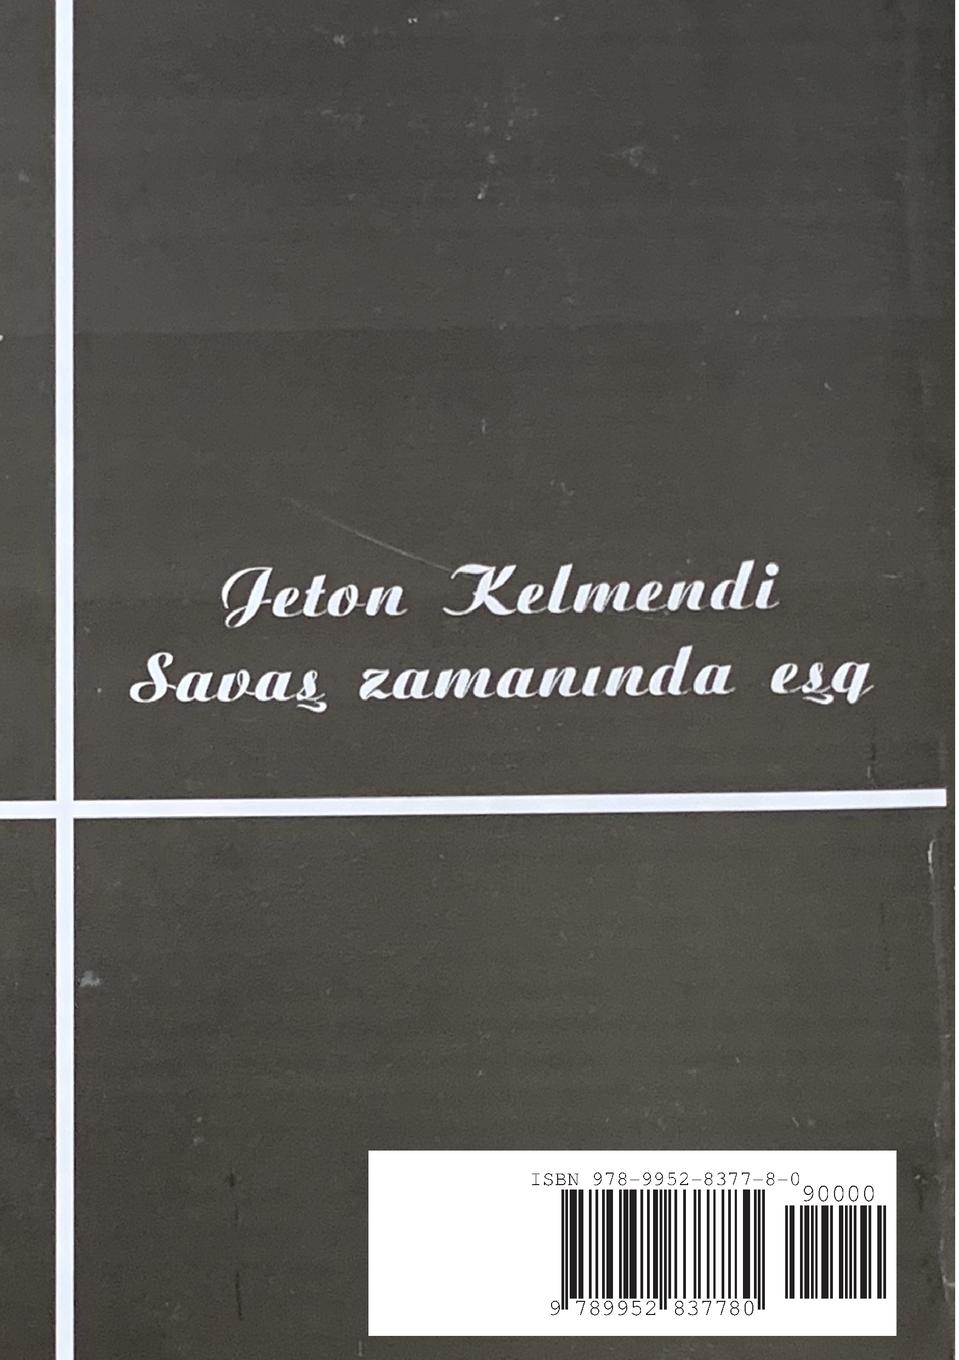 Jeton Kelmendi
Savaş zamanında eşq
ISBN 978-9952-8377-8-0
90000
9 789952 837780